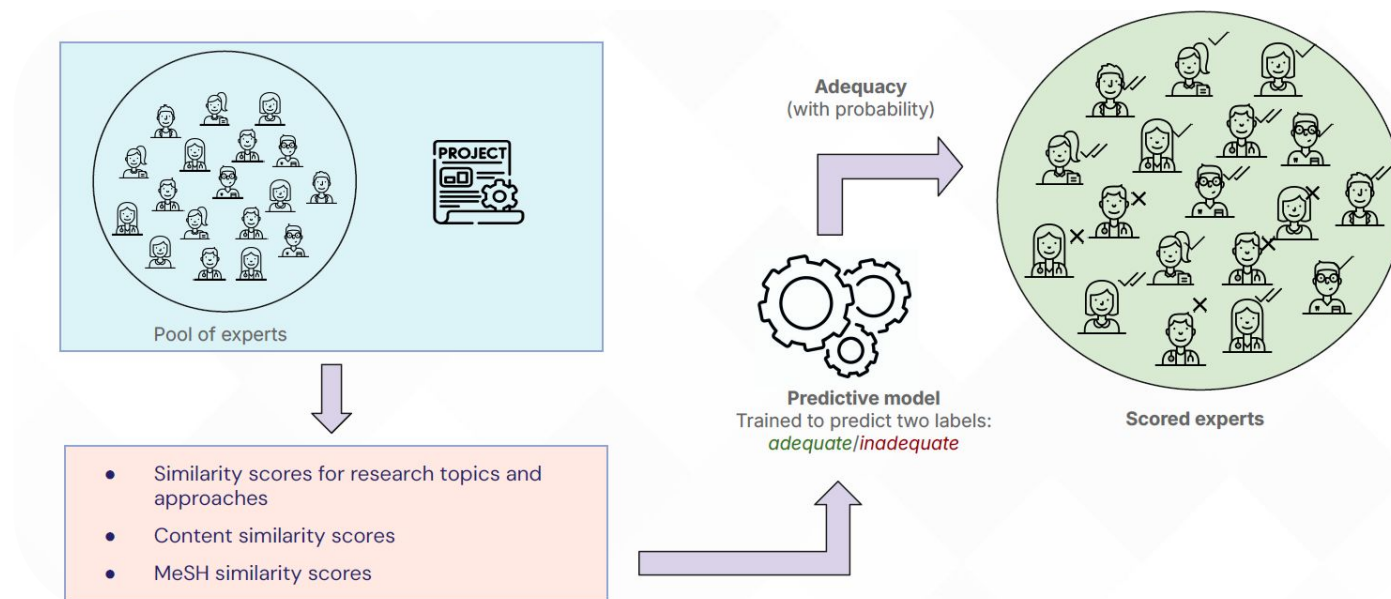 PROJECT
Pool of experts
● Similarity scores for research topics and
approaches
● Content similarity scores
● MeSH similarity scores
Adequacy
(with probability)
Predictive model
Trained to predict two labels:
adequate/inadequate
Scored experts